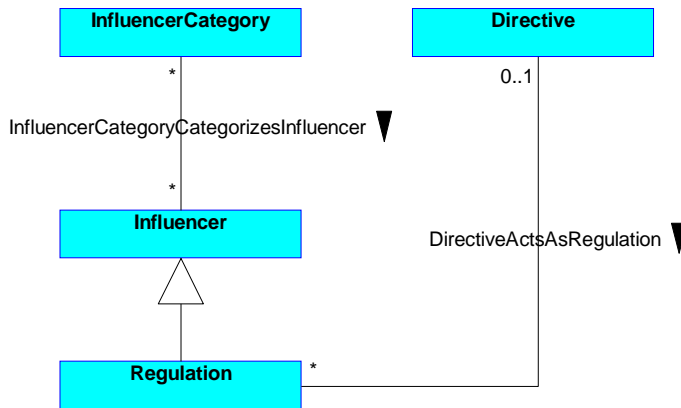 InfluencerCategory
Directive
*
0..1
InfluencerCategoryCategorizesInfluencer
*
Influencer
DirectiveActsAsRegulation
*
Regulation